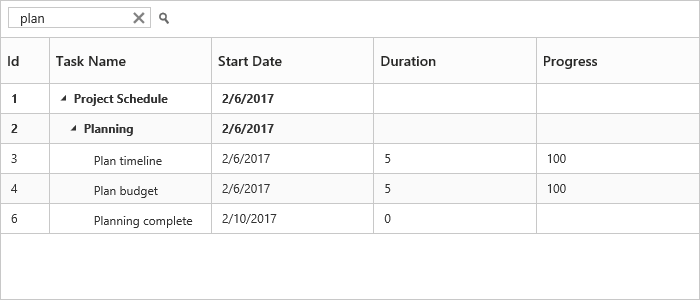 plan
Id Task Name Start Date Duration Progress
1 Project Schedule 2/6/2017
2 Planning 2/6/2017
3 Plan timeline 2/6/2017 5 100
4 Plan budget 2/6/2017 5 100
6 Planning complete 2/10/2017 0